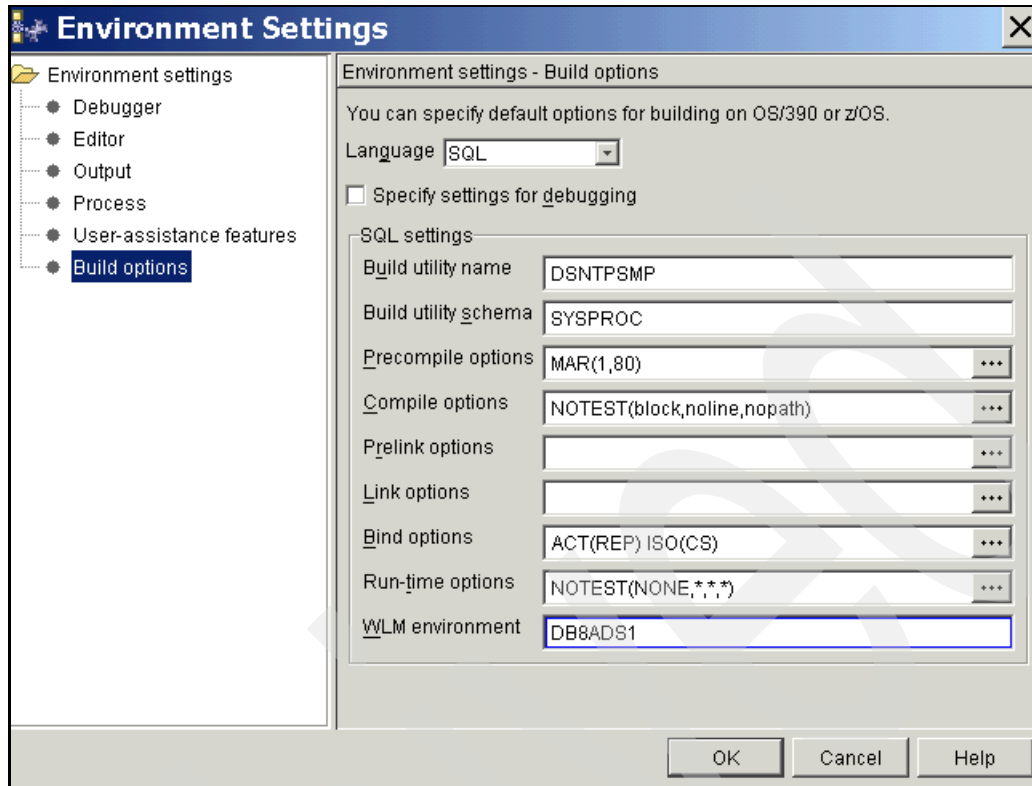 Environment Settings
Environment settings
Debugger
Editor
Output
Process
User-assistance features
Build options
Environment settings - Build options
You can specify default options for building on OS/390 or z/OS.
Language SQL
Specify settings for debugging
SQL settings
Build utility name DSNTPSMP
Build utility schema SYSPROC
Precompile options MAR(1,80) ...
Compile options NOTEST(block,noline,nopath) ...
Prelink options ...
Link options ...
Bind options ACT(REP) ISO(CS) ...
Run-time options NOTEST(NONE,*,*,*) ...
WLM environment DB8ADS1
OK Cancel Help